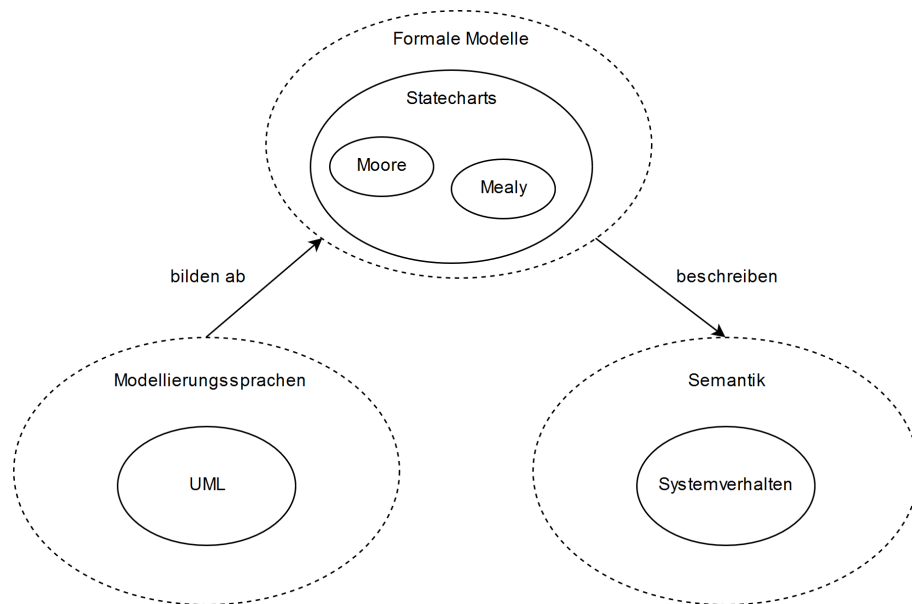 Formale Modelle
Statecharts
Moore
Mealy
bilden ab
beschreiben
Modellierungssprachen
Semantik
UML
Systemverhalten